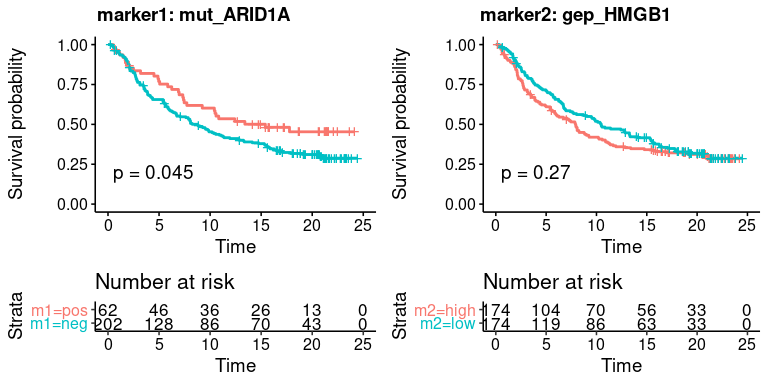 marker1: mut_ARID1A
Survival probability
1.00
0.75
0.50
0.25
0.00
p = 0.045
0 5 10 15 20 25
Time
Number at risk
Strata
m1=pos 62 46 36 26 13 0
m1=neg 202 128 86 70 43 0
0 5 10 15 20 25
Time
marker2: gep_HMGB1
Survival probability
1.00
0.75
0.50
0.25
0.00
p = 0.27
0 5 10 15 20 25
Time
Number at risk
Strata
m2=high 174 104 70 56 33 0
m2=low 174 119 86 63 33 0
0 5 10 15 20 25
Time